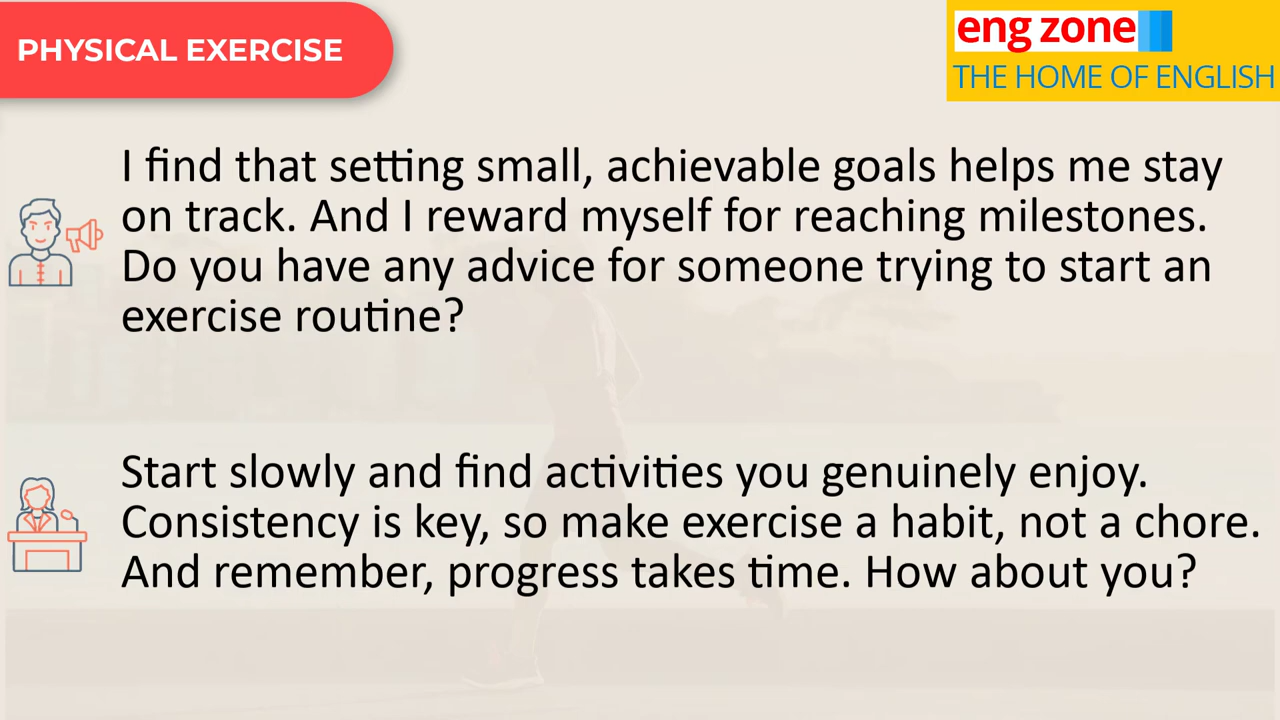 PHYSICAL EXERCISE
eng zone
THE HOME OF ENGLISH
I find that setting small, achievable goals helps me stay
on track. And I reward myself for reaching milestones.
Do you have any advice for someone trying to start an
exercise routine?
Start slowly and find activities you genuinely enjoy.
Consistency is key, so make exercise a habit, not a chore.
And remember, progress takes time. How about you?